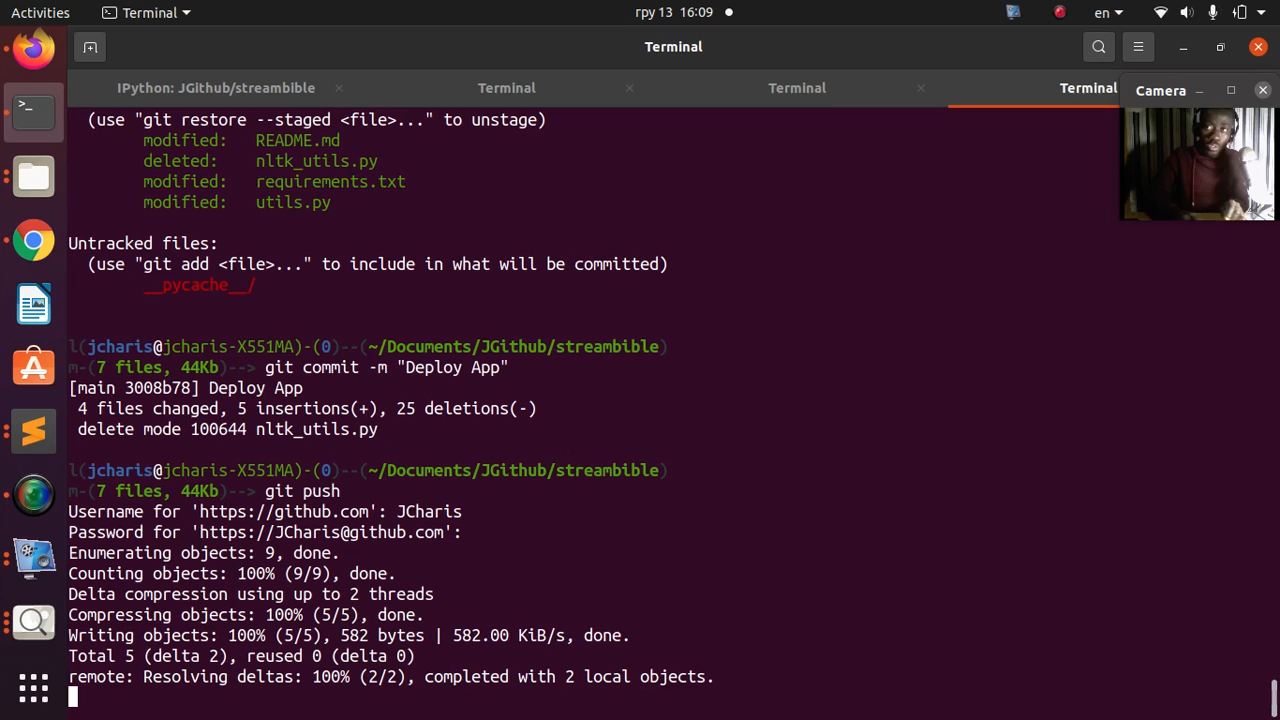 Activities Terminal гру 13 16:09 en
Terminal
IPython: JGithub/streambible Terminal Terminal Terminal
Camera
(use "git restore --staged <file>..." to unstage)
modified: README.md
deleted: nltk_utils.py
modified: requirements.txt
modified: utils.py
Untracked files:
(use "git add <file>..." to include in what will be committed)
__pycache__/
l(jcharis@jcharis-X551MA)-(0)--(~/Documents/JGithub/streambible)
m-(7 files, 44Kb)--> git commit -m "Deploy App"
[main 3008b78] Deploy App
4 files changed, 5 insertions(+), 25 deletions(-)
delete mode 100644 nltk_utils.py
l(jcharis@jcharis-X551MA)-(0)--(~/Documents/JGithub/streambible)
m-(7 files, 44Kb)--> git push
Username for 'https://github.com': JCharis
Password for 'https://JCharis@github.com':
Enumerating objects: 9, done.
Counting objects: 100% (9/9), done.
Delta compression using up to 2 threads
Compressing objects: 100% (5/5), done.
Writing objects: 100% (5/5), 582 bytes | 582.00 KiB/s, done.
Total 5 (delta 2), reused 0 (delta 0)
remote: Resolving deltas: 100% (2/2), completed with 2 local objects.